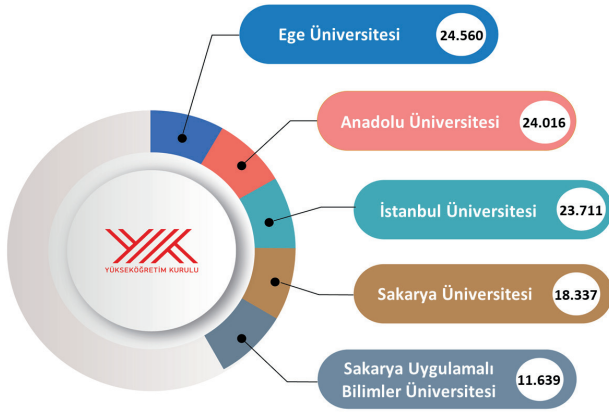 Ege Üniversitesi 24.560
Anadolu Üniversitesi 24.016
İstanbul Üniversitesi 23.711
YÜKSEKÖĞRETİM KURULU
Sakarya Üniversitesi 18.337
Sakarya Uygulamalı
Bilimler Üniversitesi 11.639